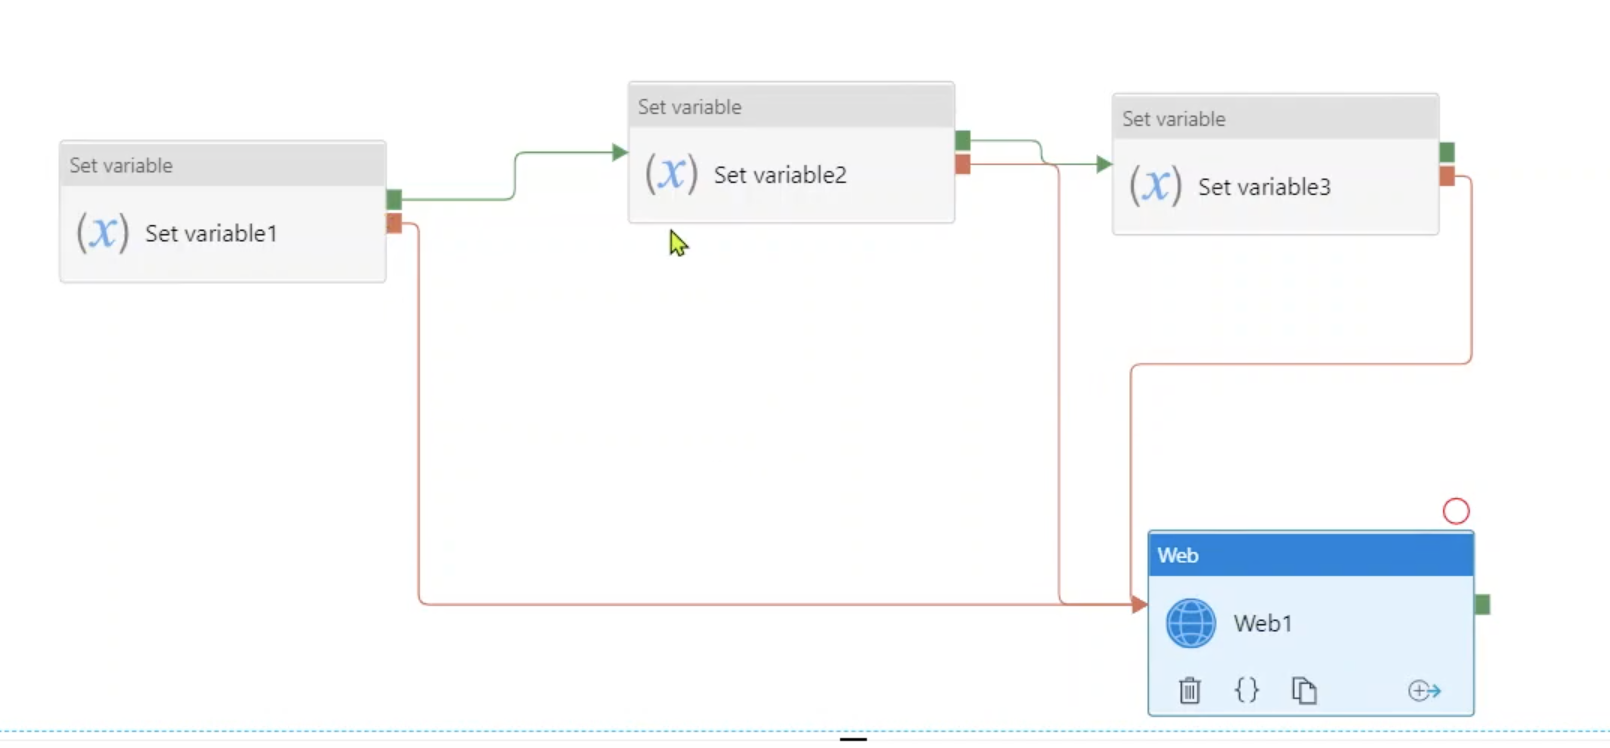 Set variable
(x) Set variable1
Set variable
(x) Set variable2
Set variable
(x) Set variable3
Web
Web1
{}